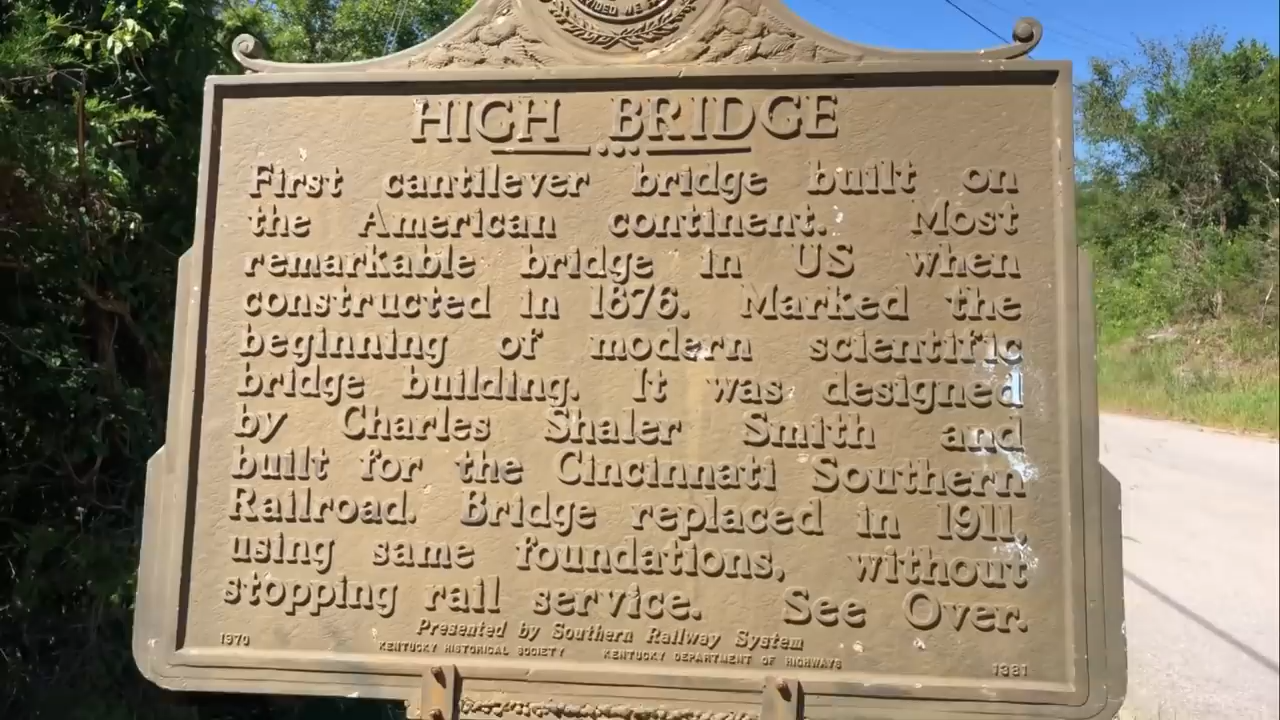 VIDED WE
HIGH BRIDGE
First cantilever bridge built on
the American continent. Most
remarkable bridge in US when
constructed in 1876. Marked the
beginning of modern scientific
bridge building. It was designed
by Charles Shaler Smith and
built for the Cincinnati Southern
Railroad. Bridge replaced in 1911,
using same foundations, without
stopping rail service. See Over.
Presented by Southern Railway System
1970 KENTUCKY HISTORICAL SOCIETY KENTUCKY DEPARTMENT OF HIGHWAYS 1381